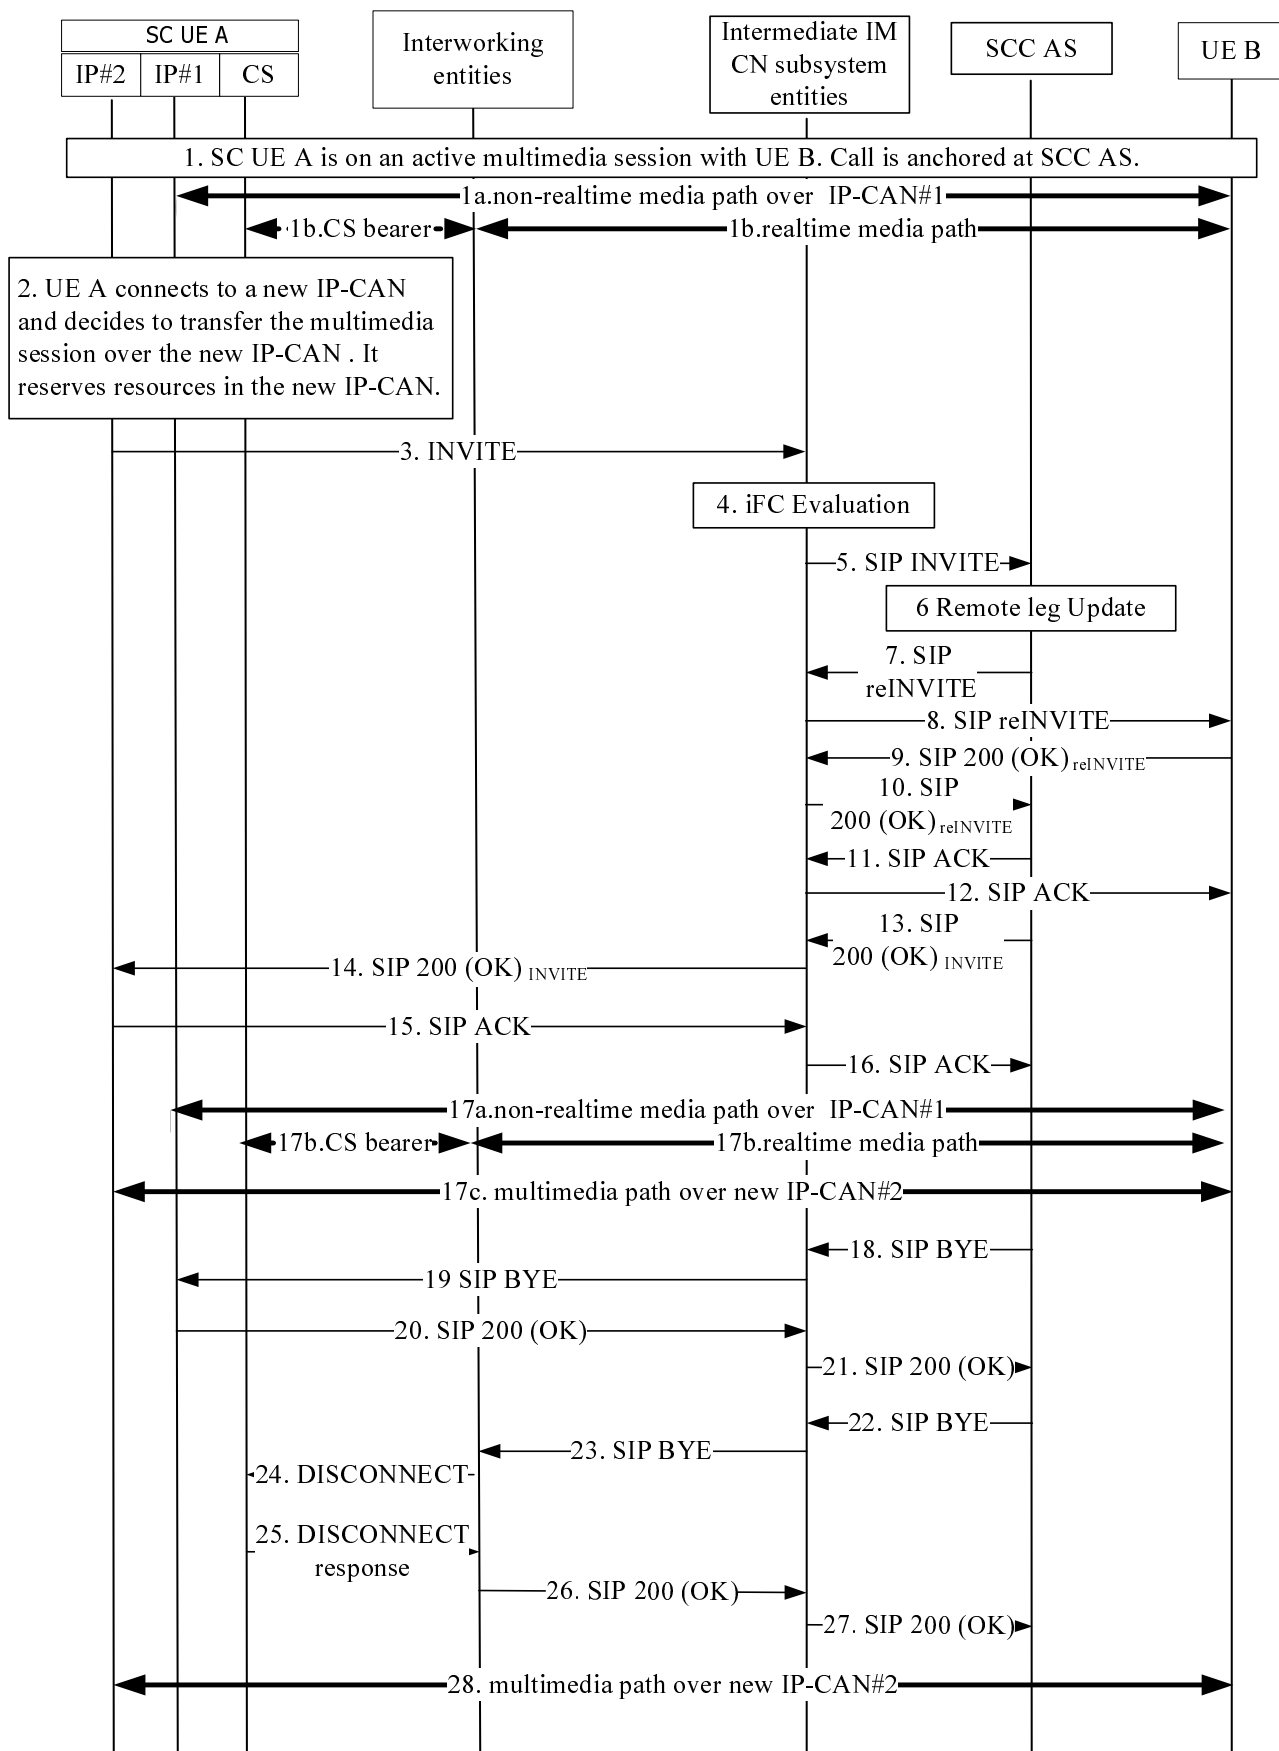 SC UE A
IP#2 IP#1 CS
Interworking
entities
Intermediate IM
CN subsystem
entities
SCC AS
UE B
1. SC UE A is on an active multimedia session with UE B. Call is anchored at SCC AS.
1a.non-realtime media path over IP-CAN#1
1b.CS bearer
1b.realtime media path
2. UE A connects to a new IP-CAN
and decides to transfer the multimedia
session over the new IP-CAN . It
reserves resources in the new IP-CAN.
3. INVITE
4. iFC Evaluation
5. SIP INVITE
6 Remote leg Update
7. SIP
reINVITE
8. SIP reINVITE
9. SIP 200 (OK) reINVITE
10. SIP
200 (OK) reINVITE
11. SIP ACK
12. SIP ACK
13. SIP
200 (OK) INVITE
14. SIP 200 (OK) INVITE
15. SIP ACK
16. SIP ACK
17a.non-realtime media path over IP-CAN#1
17b.CS bearer
17b.realtime media path
17c. multimedia path over new IP-CAN#2
18. SIP BYE
19 SIP BYE
20. SIP 200 (OK)
21. SIP 200 (OK)
22. SIP BYE
23. SIP BYE
24. DISCONNECT
25. DISCONNECT
response
26. SIP 200 (OK)
27. SIP 200 (OK)
28. multimedia path over new IP-CAN#2